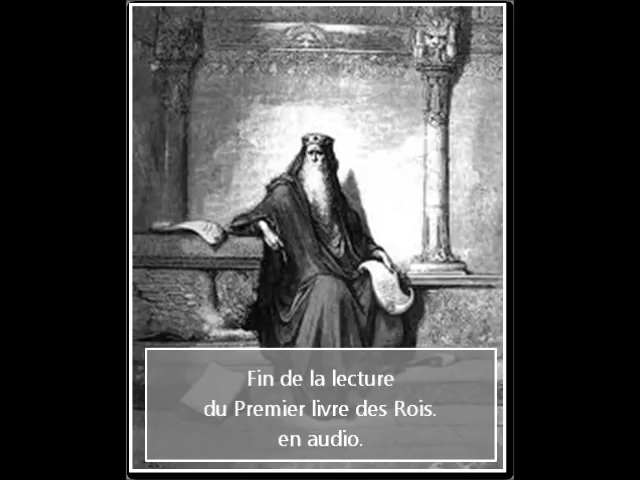 Fin de la lecture
du Premier livre des Rois.
en audio.